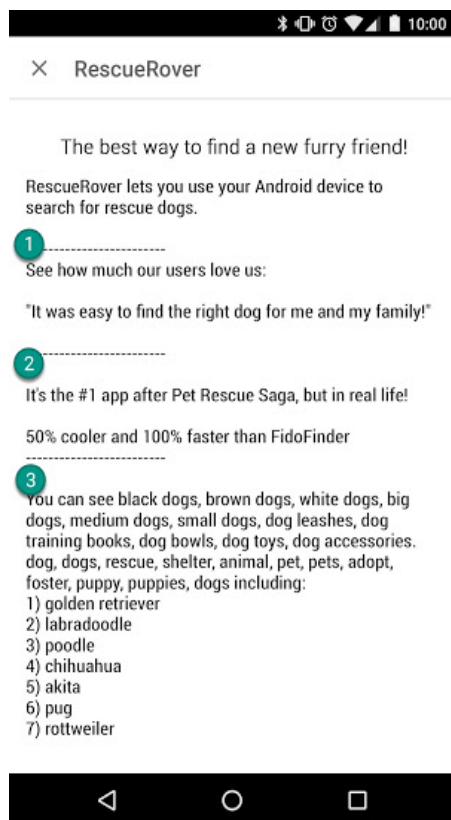 10:00
RescueRover
The best way to find a new furry friend!
RescueRover lets you use your Android device to
search for rescue dogs.
1 ----------------------
See how much our users love us:
"It was easy to find the right dog for me and my family!"
----------------------
2
It's the #1 app after Pet Rescue Saga, but in real life!
50% cooler and 100% faster than FidoFinder
-------------------------
3
You can see black dogs, brown dogs, white dogs, big
dogs, medium dogs, small dogs, dog leashes, dog
training books, dog bowls, dog toys, dog accessories.
dog, dogs, rescue, shelter, animal, pet, pets, adopt,
foster, puppy, puppies, dogs including:
1) golden retriever
2) labradoodle
3) poodle
4) chihuahua
5) akita
6) pug
7) rottweiler